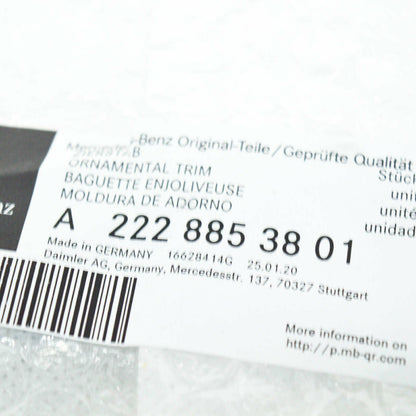 -Benz Original-Teile/Geprüfte Qualität
Stück
ORNAMENTAL TRIM
uni
BAGUETTE ENJOLIVEUSE
unité
MOLDURA DE ADORNO
unidad
A 222 885 38 01
Made in GERMANY 16628414G 25.01.20
Daimler AG, Germany, Mercedesstr. 137, 70327 Stuttgart
More information on
http://p.mb-qr.com